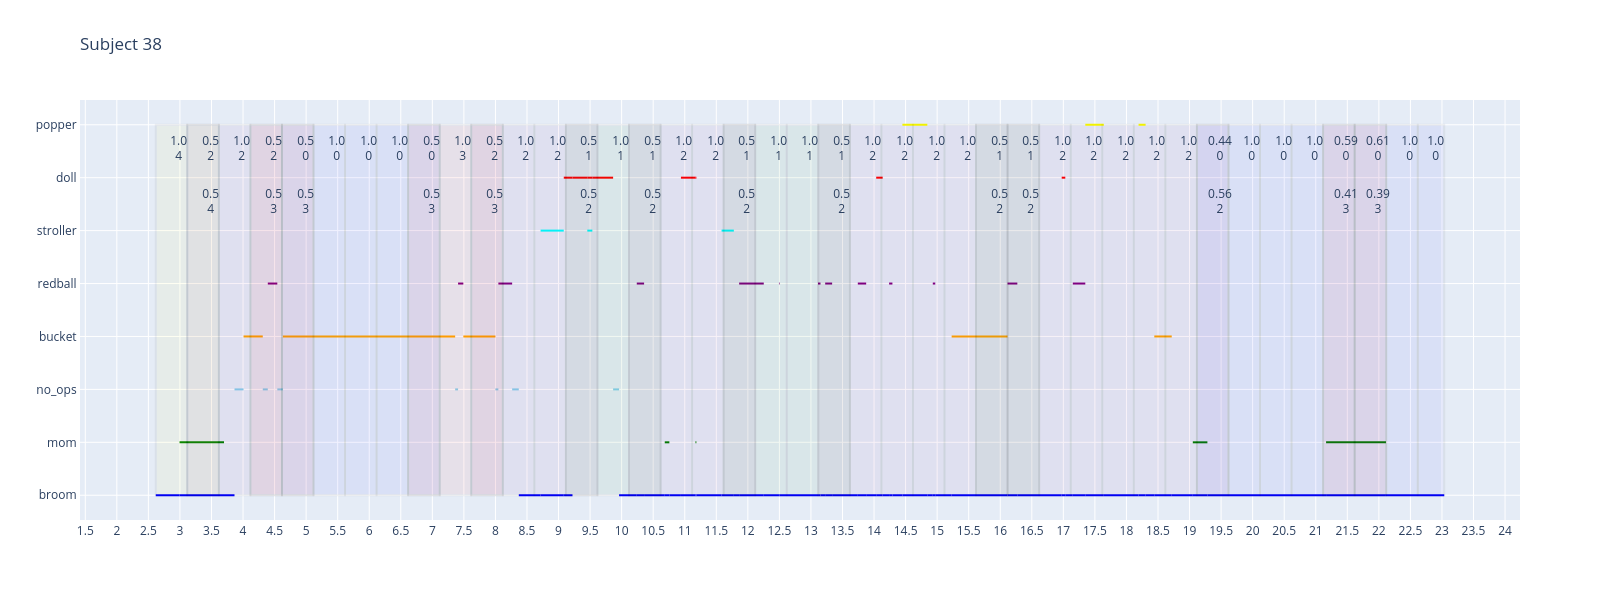 Subject 38
popper
1.0 0.5 1.0 0.5 0.5 1.0 1.0 1.0 0.5 1.0 0.5 1.0 1.0 0.5 1.0 0.5 1.0 1.0 0.5 1.0 1.0 0.5 1.0 1.0 1.0 1.0 0.5 0.5 1.0 1.0 1.0 1.0 1.0 0.44 1.0 1.0 1.0 0.59 0.61 1.0 1.0
4 2 2 2 0 0 0 0 0 3 2 2 2 1 1 1 2 2 1 1 1 1 2 2 2 2 1 1 2 2 2 2 2 0 0 0 0 0 0 0 0
doll
0.5 0.5 0.5 0.5 0.5 0.5 0.5 0.5 0.5 0.5 0.5 0.56 0.41 0.39
4 3 3 3 3 2 2 2 2 2 2 2 3 3
stroller
redball
bucket
no_ops
mom
broom
1.5 2 2.5 3 3.5 4 4.5 5 5.5 6 6.5 7 7.5 8 8.5 9 9.5 10 10.5 11 11.5 12 12.5 13 13.5 14 14.5 15 15.5 16 16.5 17 17.5 18 18.5 19 19.5 20 20.5 21 21.5 22 22.5 23 23.5 24